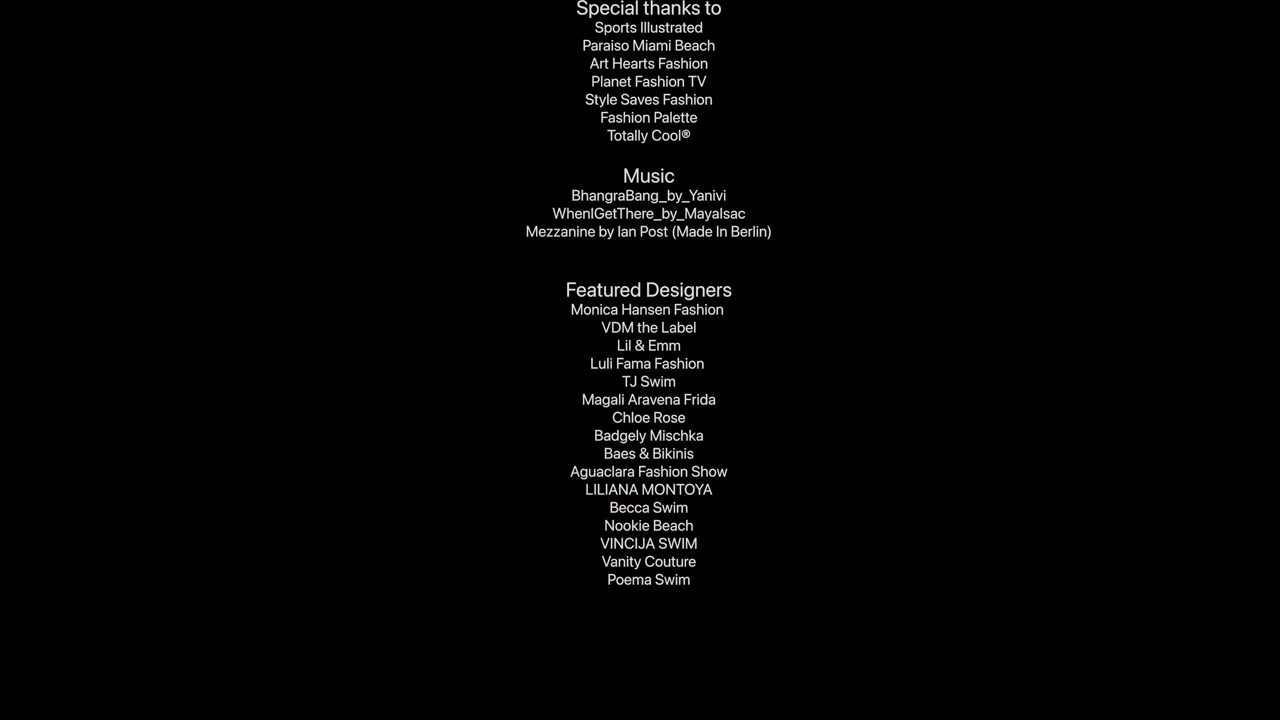 Special thanks to
Sports Illustrated
Paraiso Miami Beach
Art Hearts Fashion
Planet Fashion TV
Style Saves Fashion
Fashion Palette
Totally Cool®
Music
BhangraBang_by_Yanivi
WhenIGetThere_by_MayaIsac
Mezzanine by Ian Post (Made In Berlin)
Featured Designers
Monica Hansen Fashion
VDM the Label
Lil & Emm
Luli Fama Fashion
TJ Swim
Magali Aravena Frida
Chloe Rose
Badgely Mischka
Baes & Bikinis
Aguaclara Fashion Show
LILIANA MONTOYA
Becca Swim
Nookie Beach
VINCIJA SWIM
Vanity Couture
Poema Swim